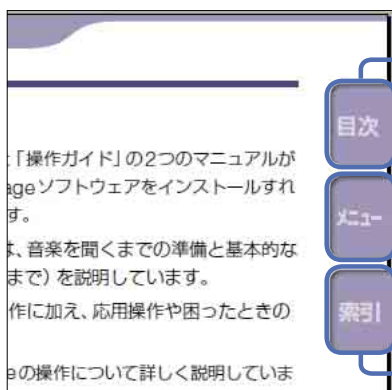 「操作ガイド」の2つのマニュアルが
ageソフトウェアをインストールすれ
す。
は、音楽を聞くまでの準備と基本的な
まで）を説明しています。
作に加え、応用操作や困ったときの
eの操作について詳しく説明していま
目次
メニュー
索引